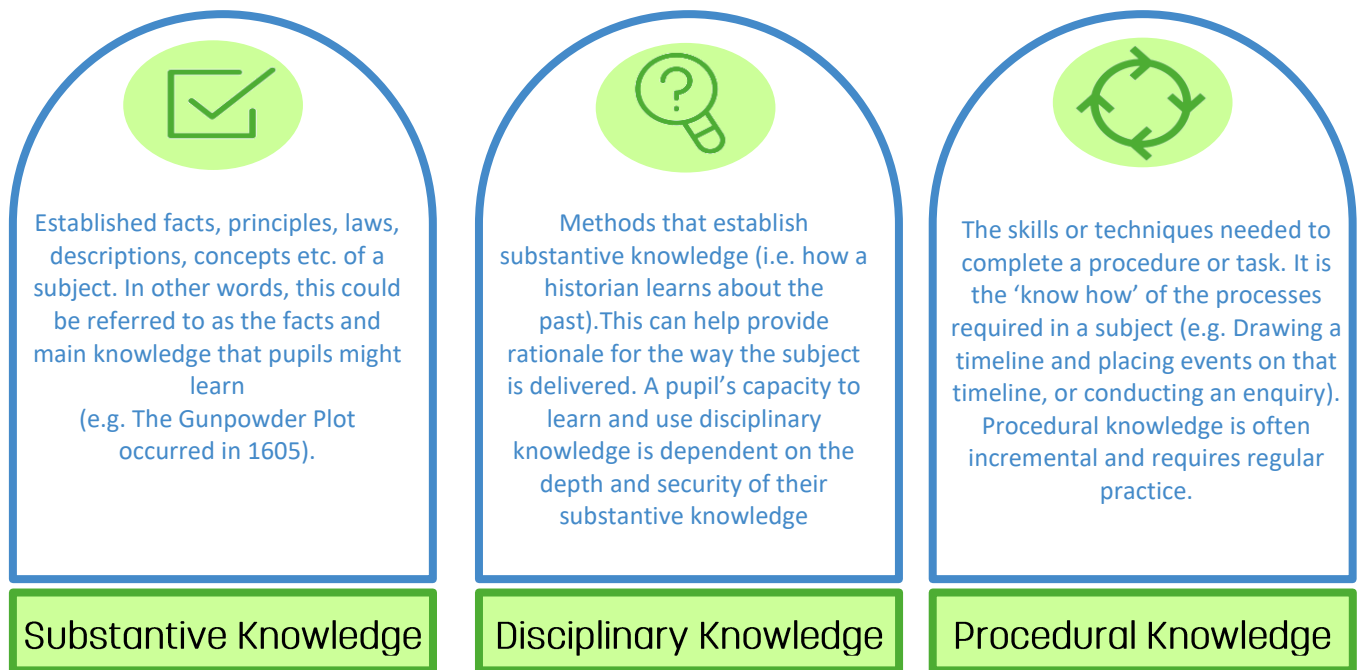 ?
Established facts, principles, laws,
descriptions, concepts etc. of a
subject. In other words, this could
be referred to as the facts and
main knowledge that pupils might
learn
(e.g. The Gunpowder Plot
occurred in 1605).
Substantive Knowledge
Methods that establish
substantive knowledge (i.e. how a
historian learns about the
past).This can help provide
rationale for the way the subject
is delivered. A pupil’s capacity to
learn and use disciplinary
knowledge is dependent on the
depth and security of their
substantive knowledge
Disciplinary Knowledge
The skills or techniques needed to
complete a procedure or task. It is
the ‘know how’ of the processes
required in a subject (e.g. Drawing a
timeline and placing events on that
timeline, or conducting an enquiry).
Procedural knowledge is often
incremental and requires regular
practice.
Procedural Knowledge